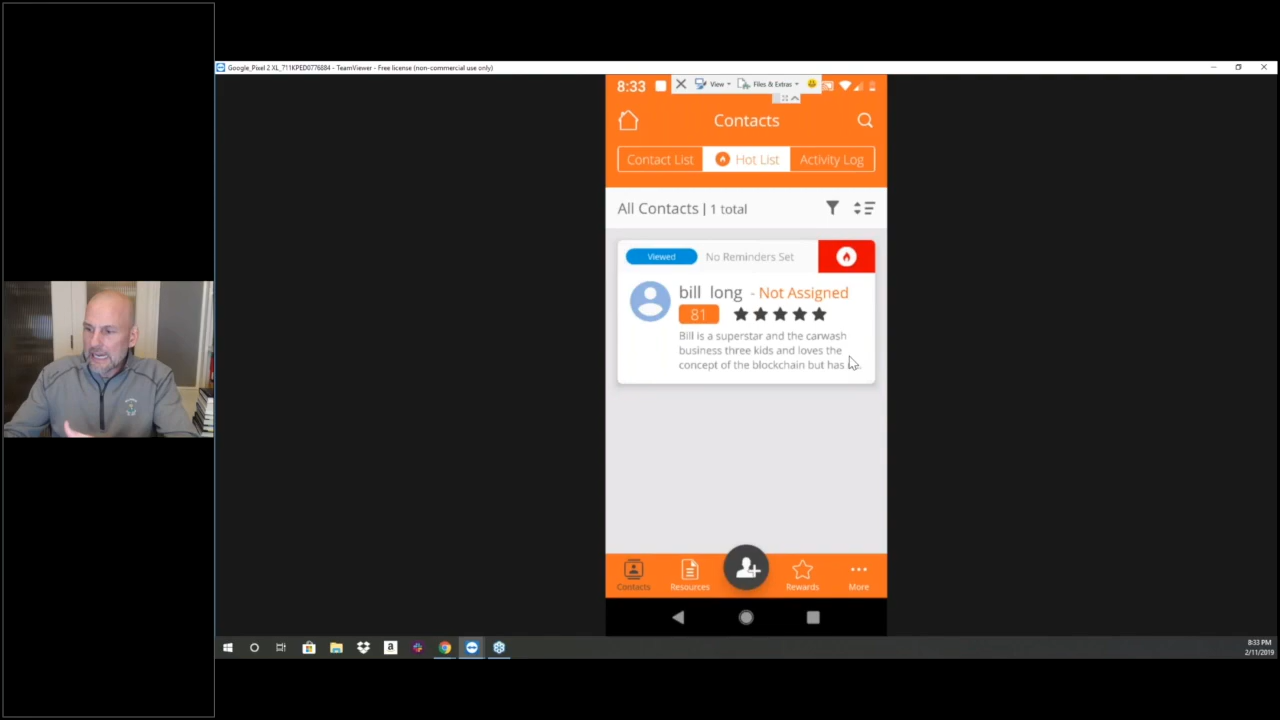 Google_Pixel 2 XL_711KPED0776884 - TeamViewer - Free license (non-commercial use only)
8:33
View
Files & Extras
Contacts
Contact List
Hot List
Activity Log
All Contacts | 1 total
Viewed
No Reminders Set
bill long - Not Assigned
81
Bill is a superstar and the carwash
business three kids and loves the
concept of the blockchain but has
Contacts
Resources
Rewards
More
a
8:33 PM
2/11/2019